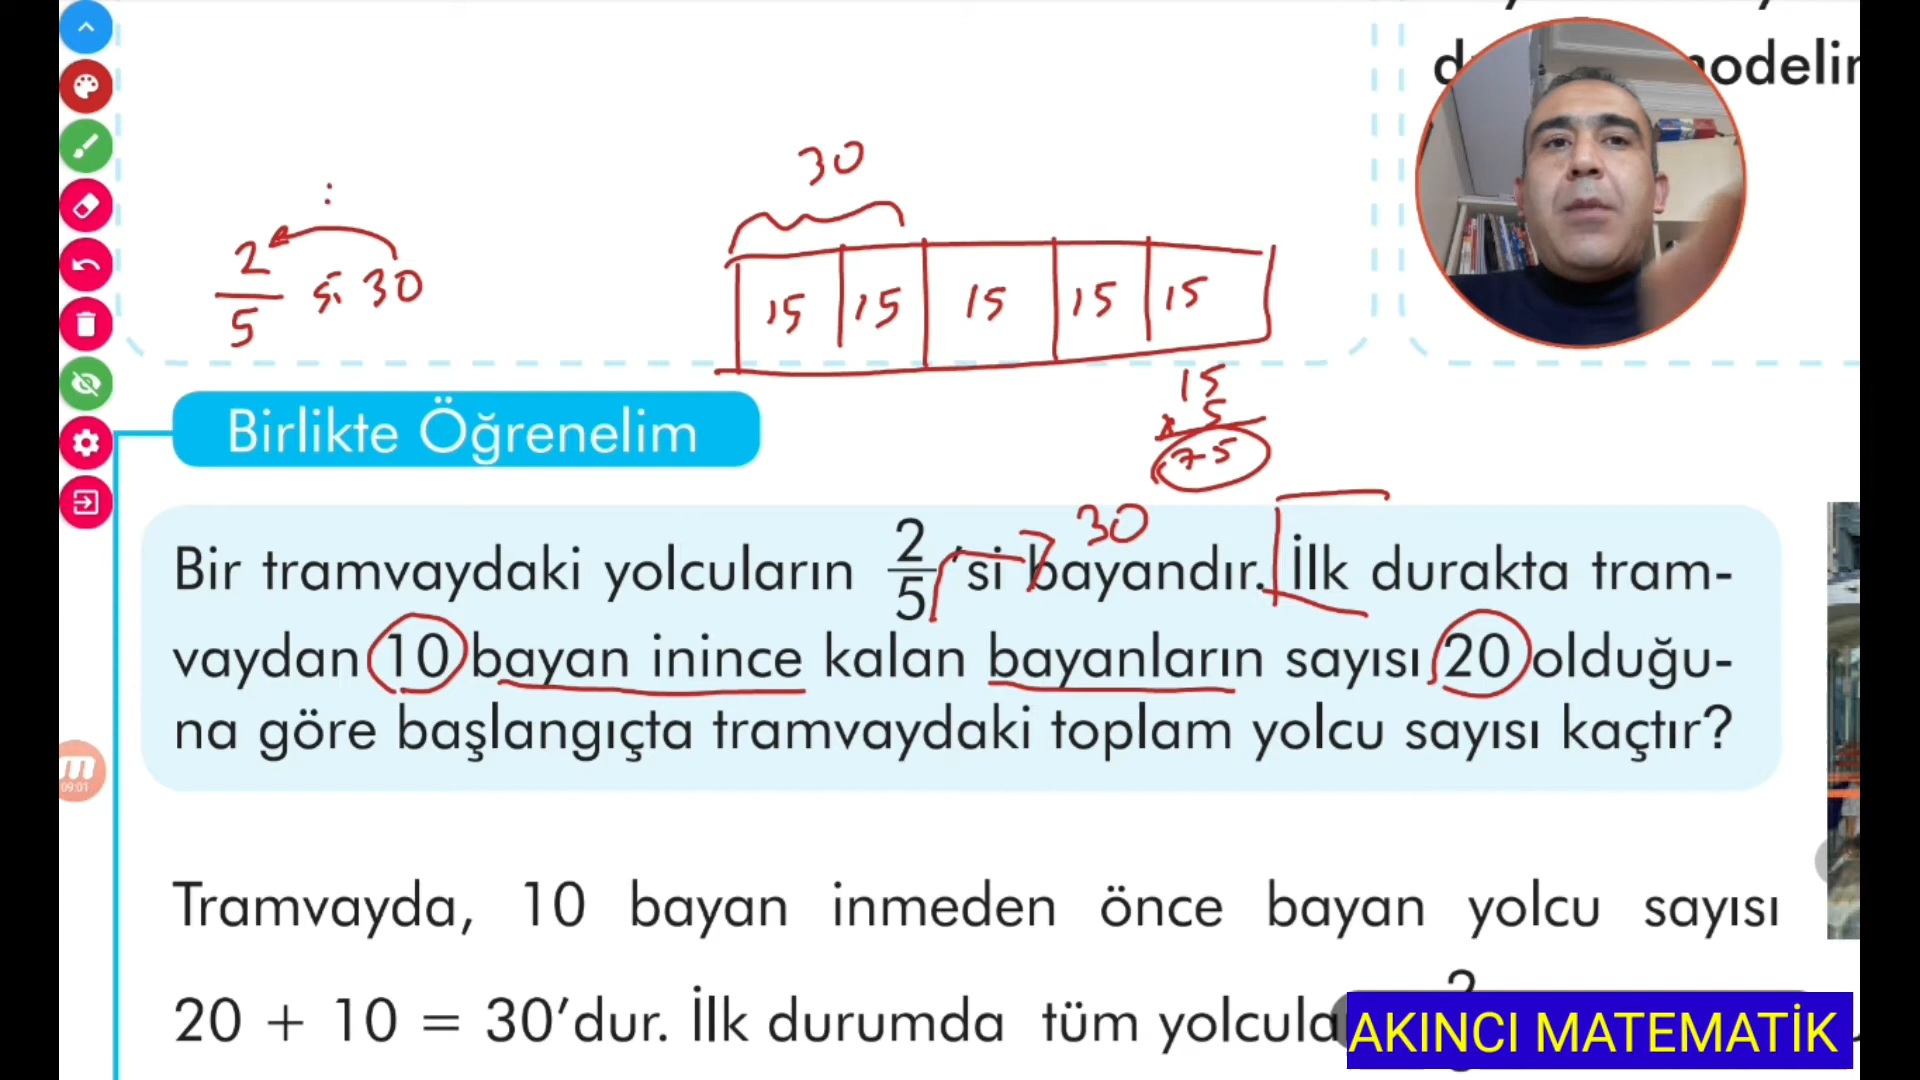 30
:
2
5
si 30
15 15 15 15 15
15
x 5
75
Birlikte Öğrenelim
30
Bir tramvaydaki yolcuların 2/5 'si bayandır. İlk durakta tram-
vaydan 10 bayan inince kalan bayanların sayısı 20 olduğu-
na göre başlangıçta tramvaydaki toplam yolcu sayısı kaçtır?
Tramvayda, 10 bayan inmeden önce bayan yolcu sayısı
20 + 10 = 30'dur. İlk durumda tüm yolcula
AKINCI MATEMATİK
m
09:01